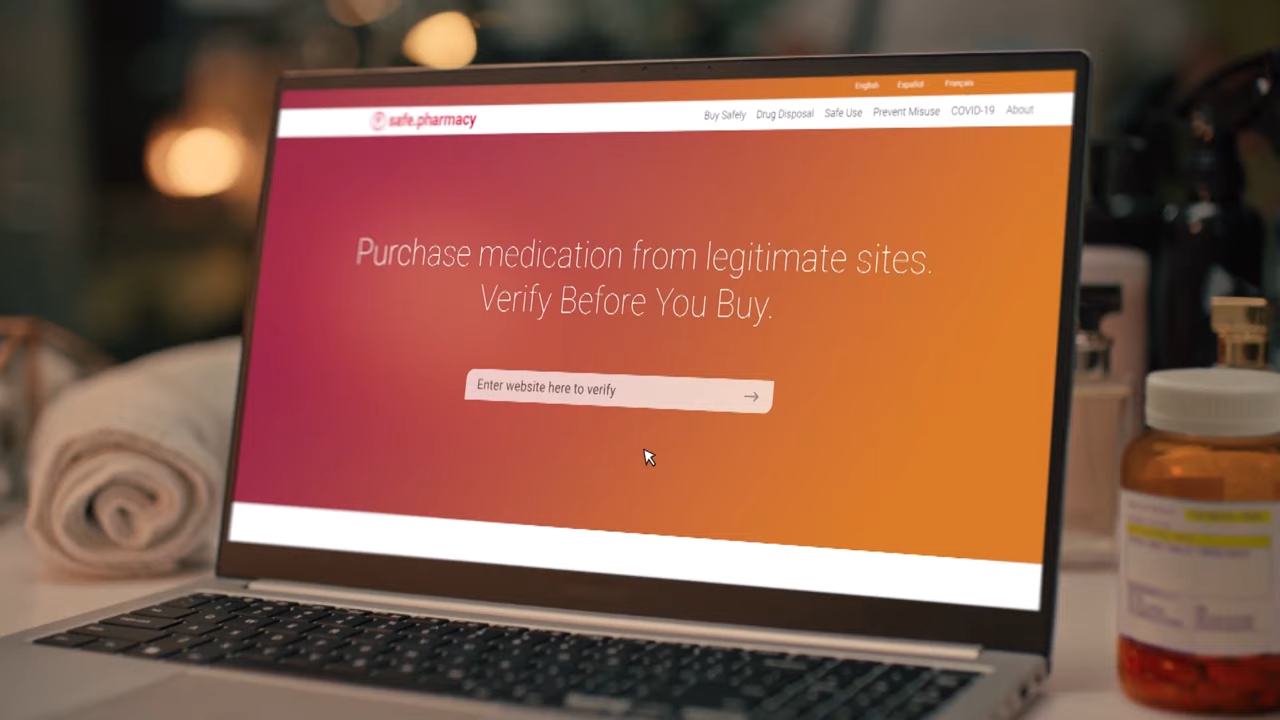 English Español Français
safe.pharmacy Buy Safely Drug Disposal Safe Use Prevent Misuse COVID-19 About
Purchase medication from legitimate sites.
Verify Before You Buy.
Enter website here to verify →